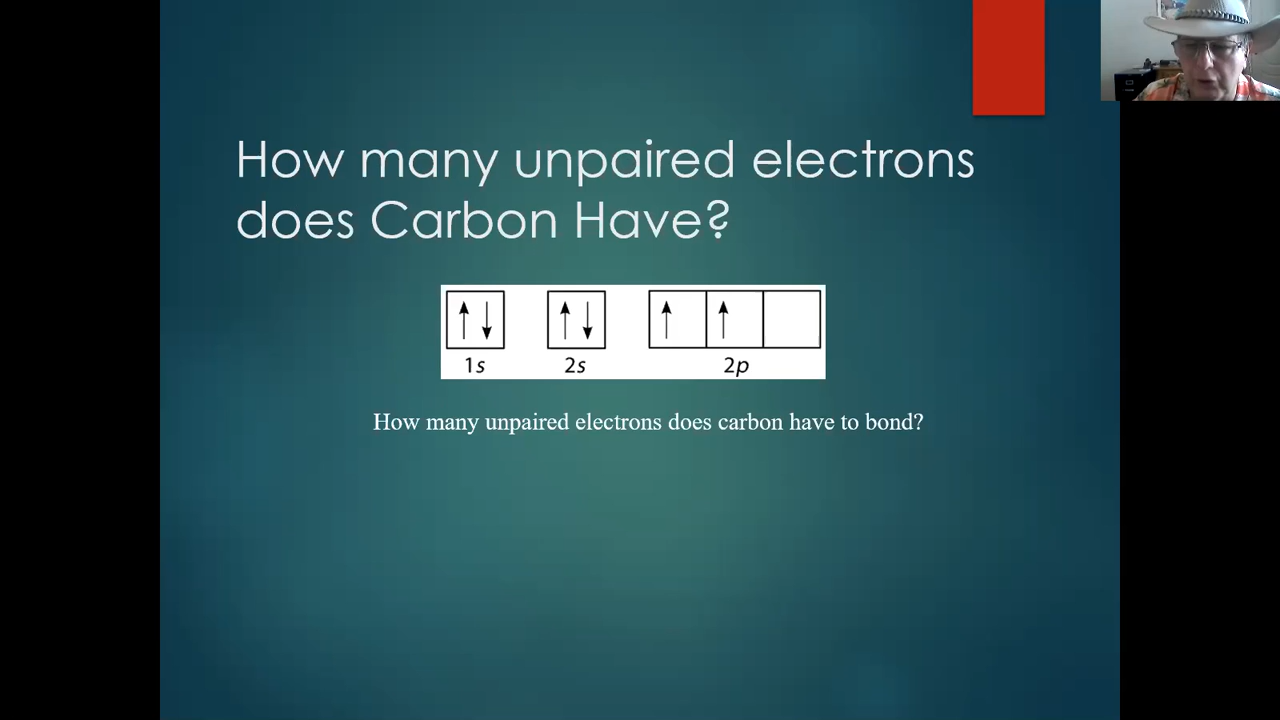 How many unpaired electrons
does Carbon Have?
1s
2s
2p
How many unpaired electrons does carbon have to bond?